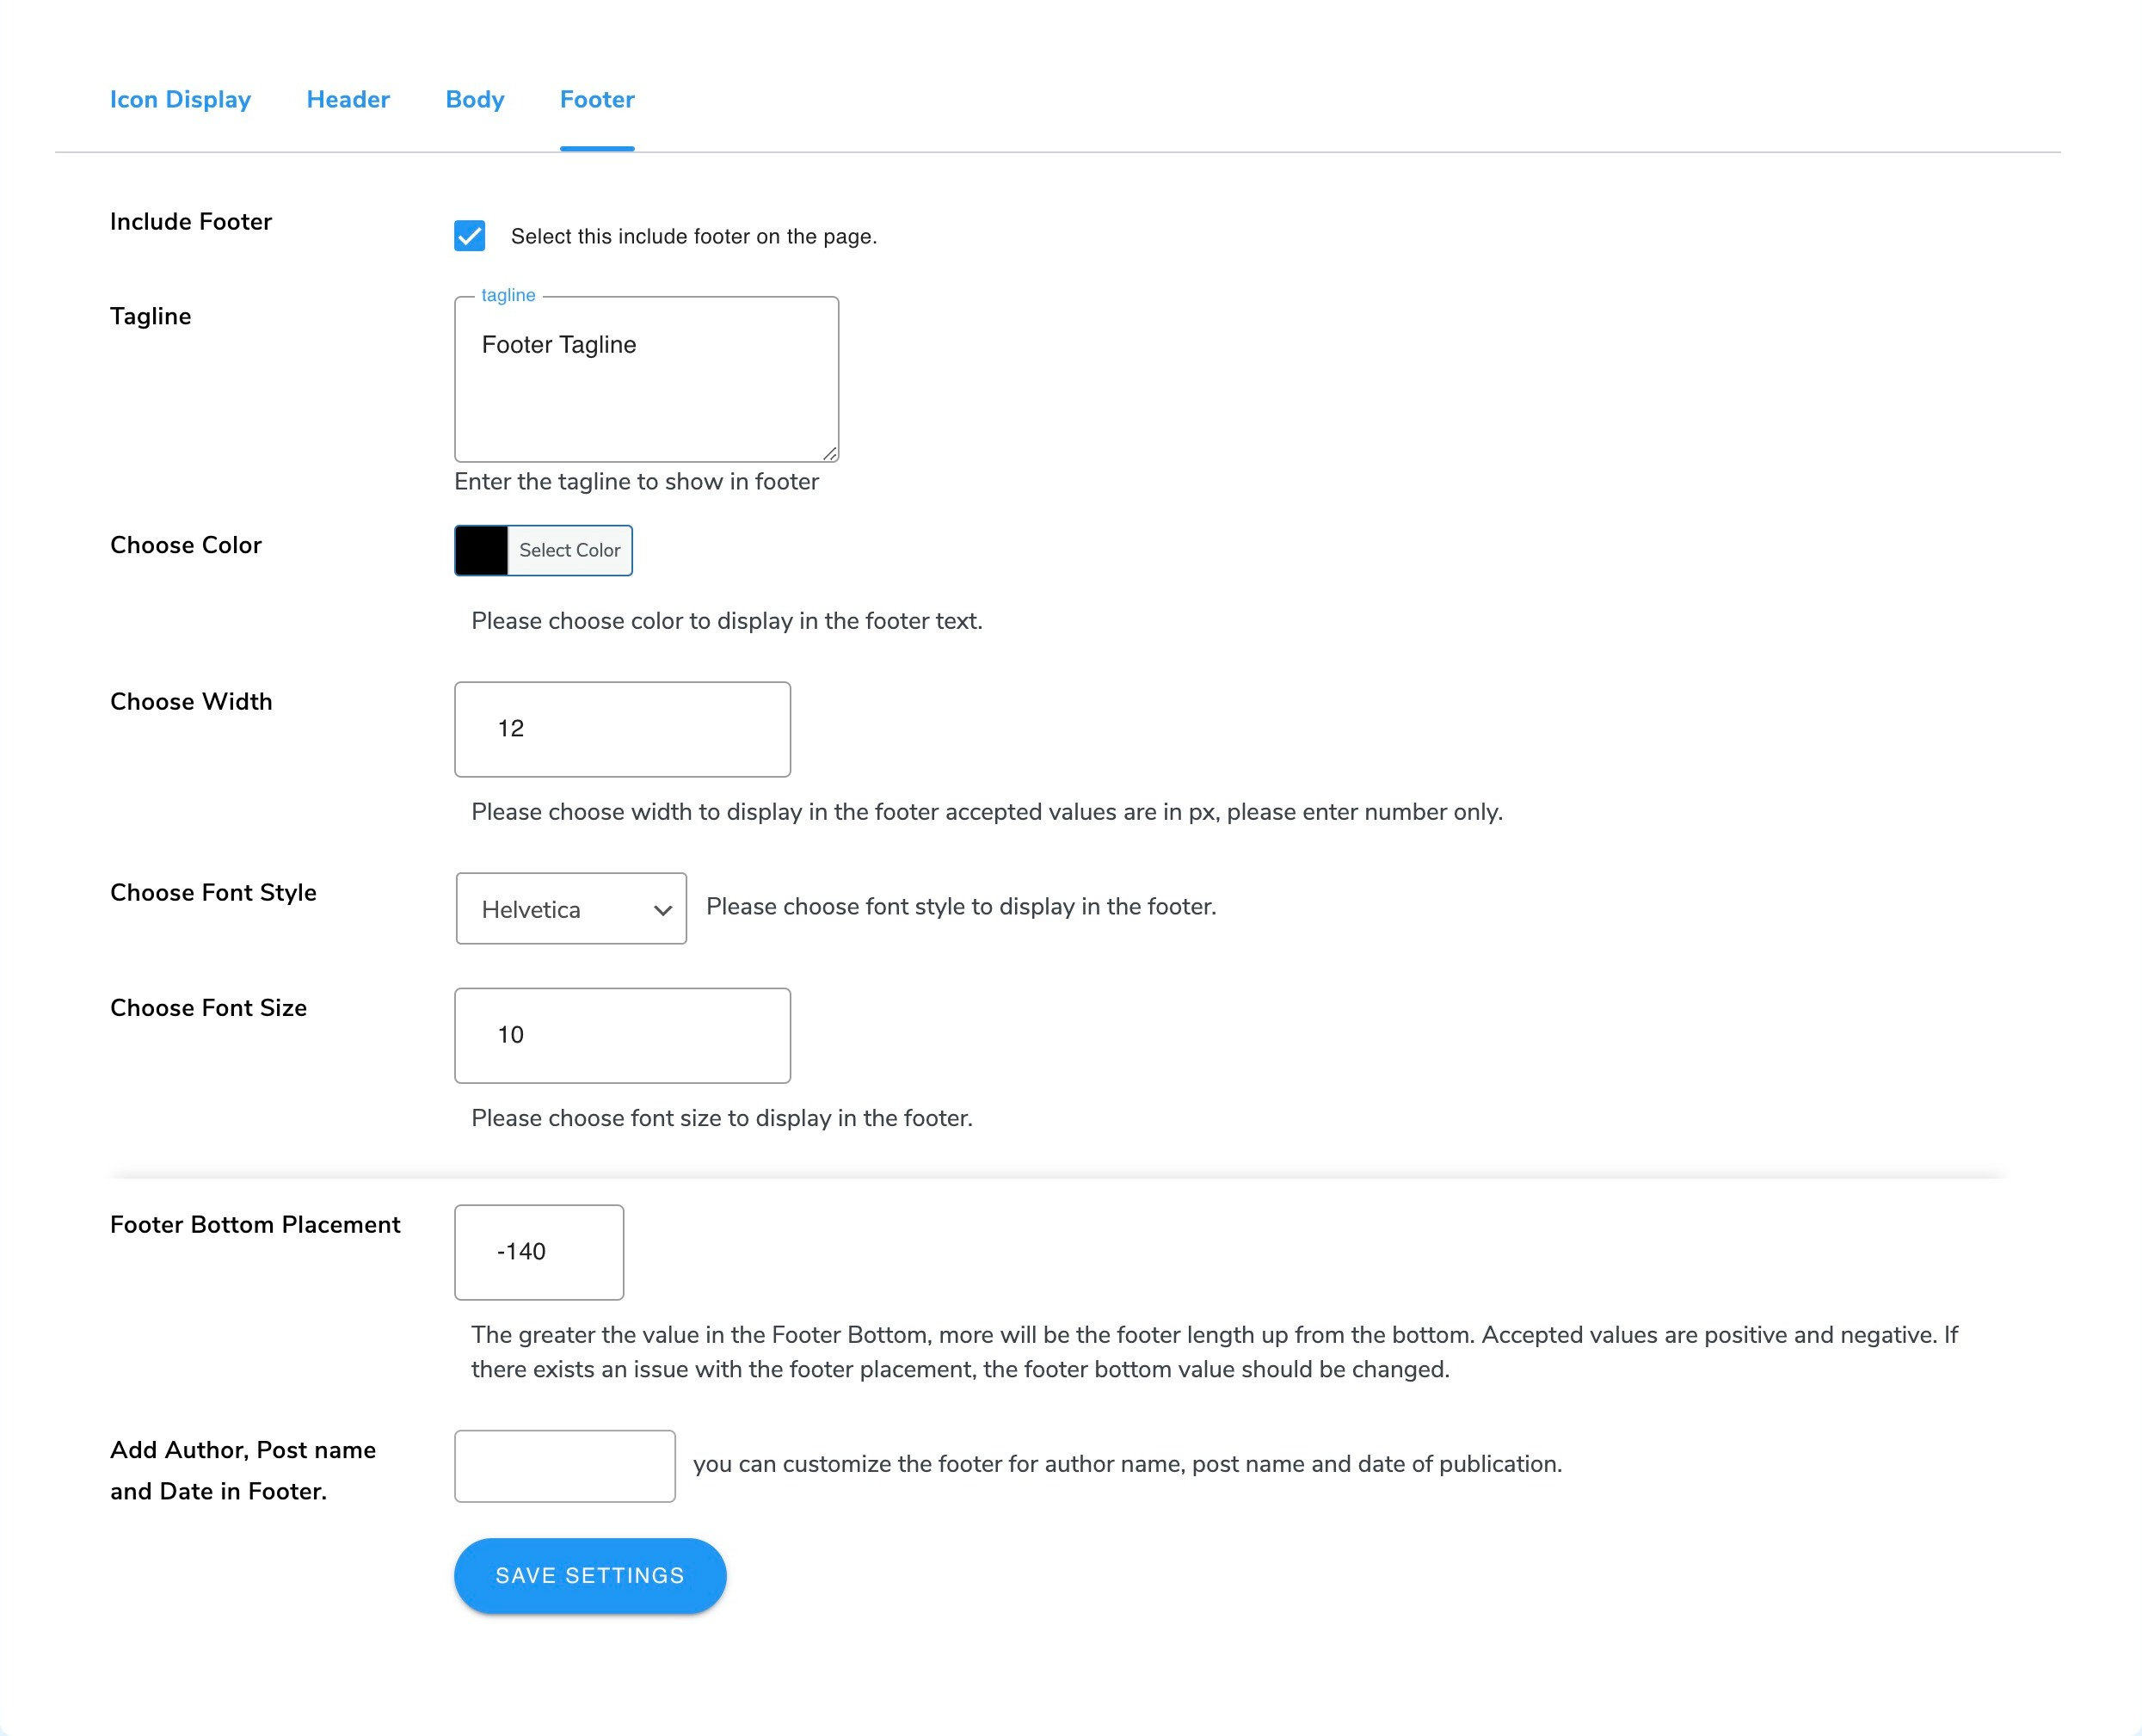 Icon Display Header Body Footer
Include Footer
Select this include footer on the page.
Tagline
tagline
Footer Tagline
Enter the tagline to show in footer
Choose Color
Select Color
Please choose color to display in the footer text.
Choose Width
12
Please choose width to display in the footer accepted values are in px, please enter number only.
Choose Font Style
Helvetica
Please choose font style to display in the footer.
Choose Font Size
10
Please choose font size to display in the footer.
Footer Bottom Placement
-140
The greater the value in the Footer Bottom, more will be the footer length up from the bottom. Accepted values are positive and negative. If
there exists an issue with the footer placement, the footer bottom value should be changed.
Add Author, Post name
and Date in Footer.
you can customize the footer for author name, post name and date of publication.
SAVE SETTINGS